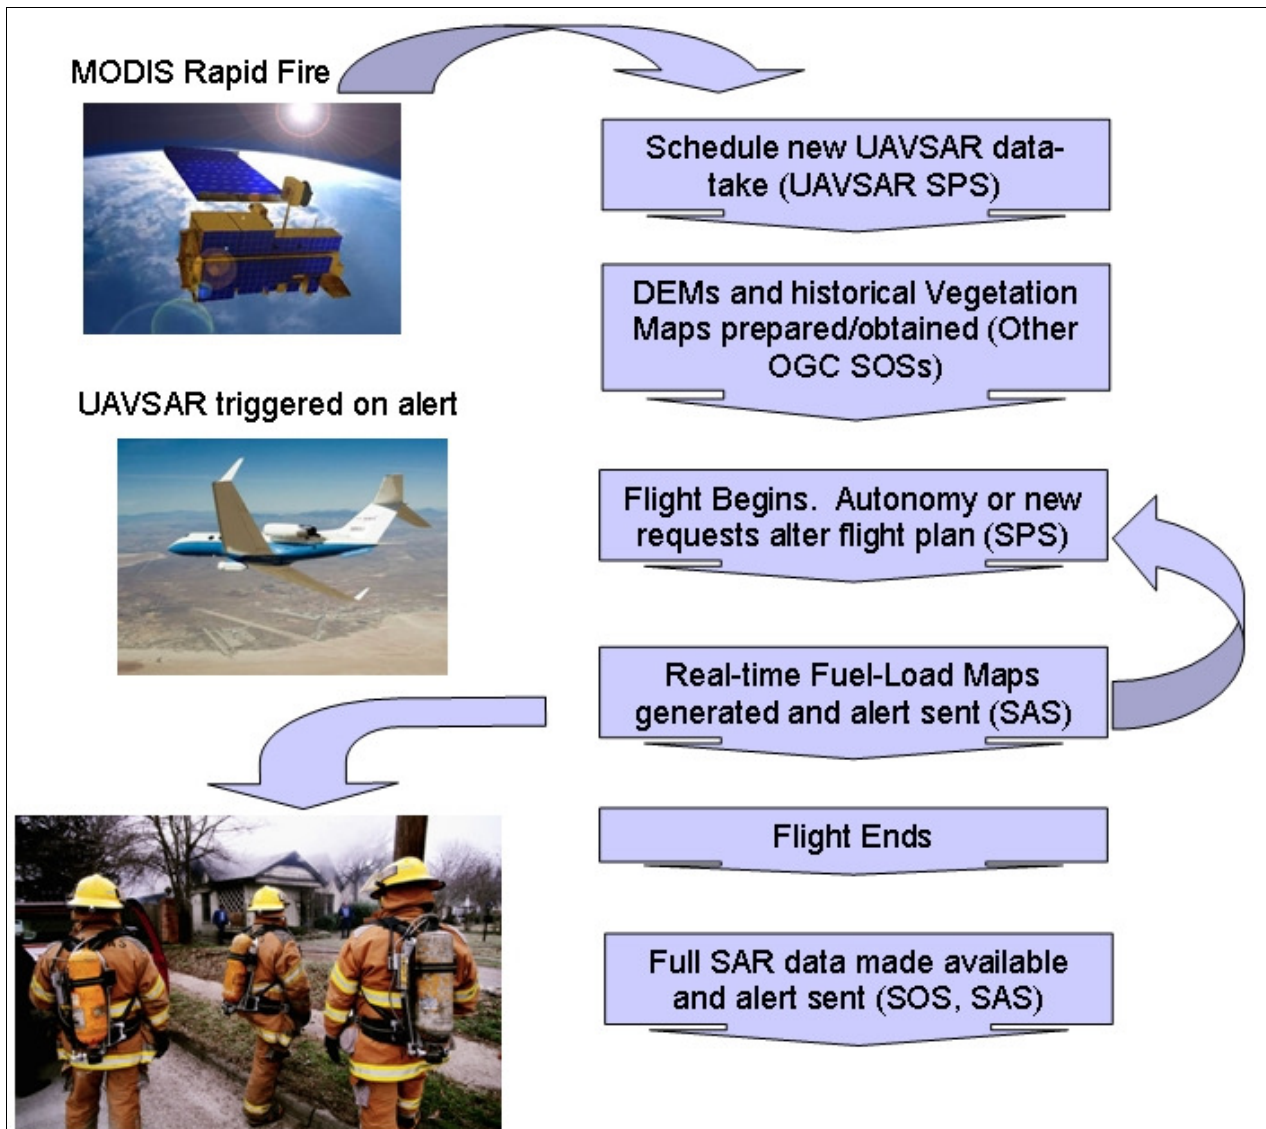 MODIS Rapid Fire
Schedule new UAVSAR data-
take (UAVSAR SPS)
DEMs and historical Vegetation
Maps prepared/obtained (Other
OGC SOSs)
UAVSAR triggered on alert
Flight Begins. Autonomy or new
requests alter flight plan (SPS)
Real-time Fuel-Load Maps
generated and alert sent (SAS)
Flight Ends
Full SAR data made available
and alert sent (SOS, SAS)